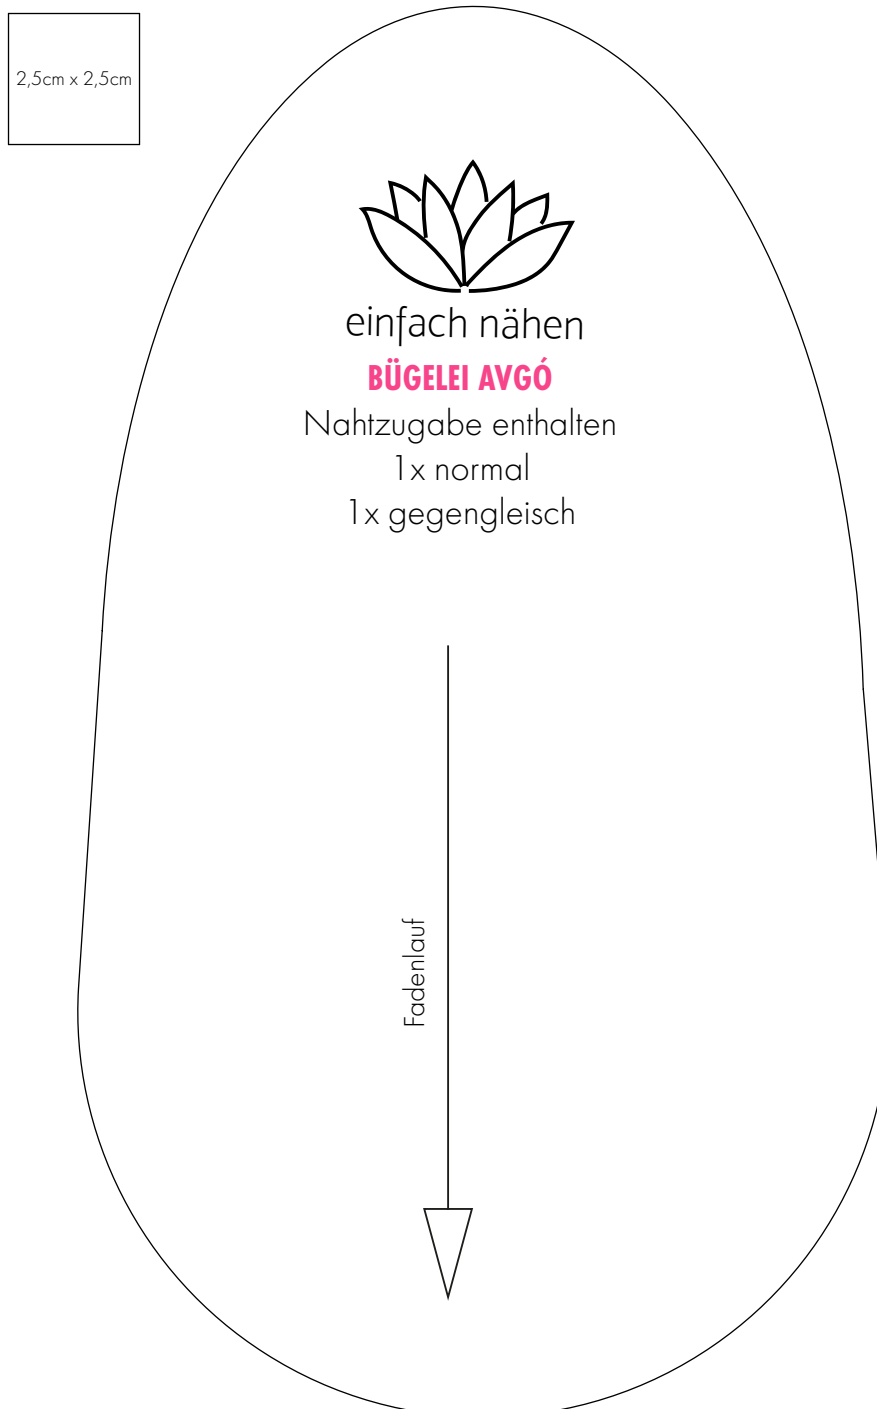 2,5cm x 2,5cm
einfach nähen
BÜGELEI AVGÓ
Nahtzugabe enthalten
1x normal
1x gegengleisch
Fadenlauf